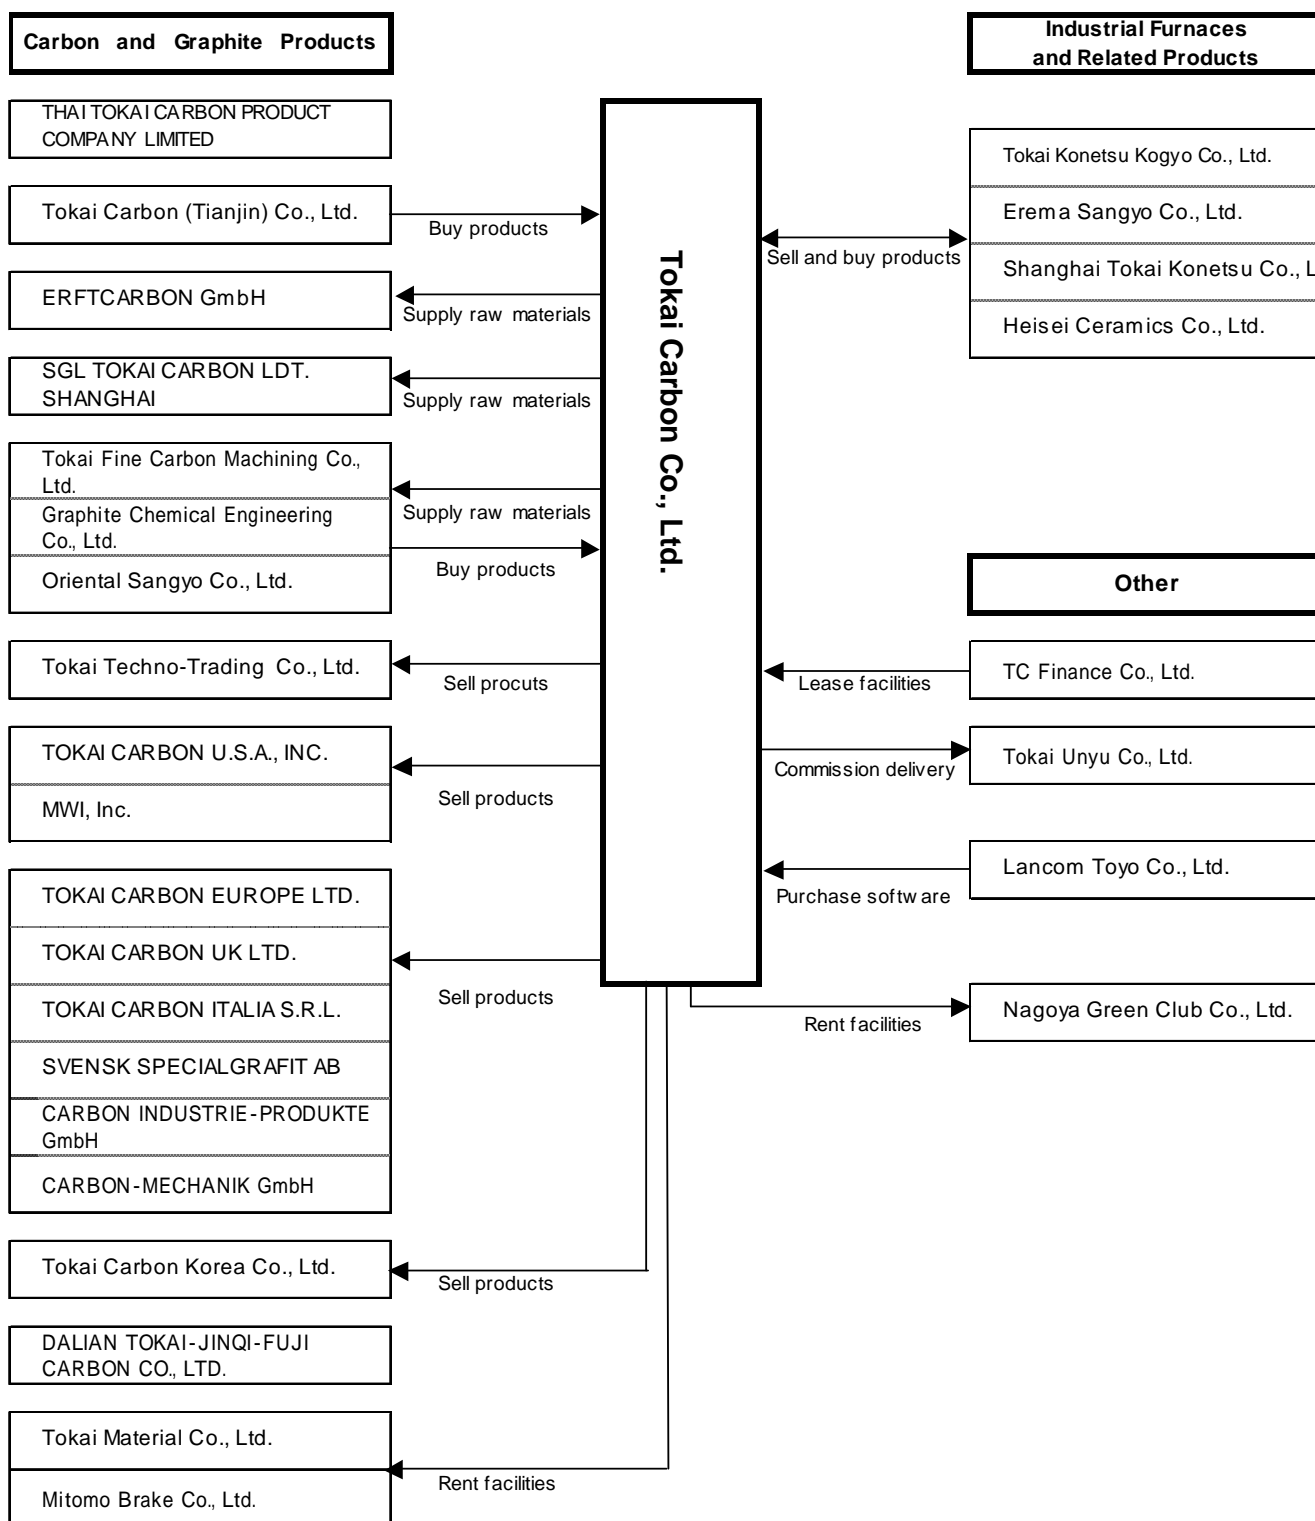 Carbon and Graphite Products
THAI TOKAI CARBON PRODUCT
COMPANY LIMITED
Tokai Carbon (Tianjin) Co., Ltd.
Buy products
ERFTCARBON GmbH
Supply raw materials
SGL TOKAI CARBON LDT.
SHANGHAI
Supply raw materials
Tokai Fine Carbon Machining Co.,
Ltd.
Supply raw materials
Graphite Chemical Engineering
Co., Ltd.
Oriental Sangyo Co., Ltd.
Buy products
Tokai Techno-Trading Co., Ltd.
Sell procuts
TOKAI CARBON U.S.A., INC.
MWI, Inc.
Sell products
TOKAI CARBON EUROPE LTD.
TOKAI CARBON UK LTD.
TOKAI CARBON ITALIA S.R.L.
SVENSK SPECIALGRAFIT AB
CARBON INDUSTRIE-PRODUKTE
GmbH
CARBON-MECHANIK GmbH
Sell products
Tokai Carbon Korea Co., Ltd.
Sell products
DALIAN TOKAI-JINQI-FUJI
CARBON CO., LTD.
Tokai Material Co., Ltd.
Mitomo Brake Co., Ltd.
Rent facilities
Tokai Carbon Co., Ltd.
Industrial Furnaces
and Related Products
Tokai Konetsu Kogyo Co., Ltd.
Erema Sangyo Co., Ltd.
Sell and buy products
Shanghai Tokai Konetsu Co., L
Heisei Ceramics Co., Ltd.
Other
TC Finance Co., Ltd.
Lease facilities
Tokai Unyu Co., Ltd.
Commission delivery
Lancom Toyo Co., Ltd.
Purchase software
Nagoya Green Club Co., Ltd.
Rent facilities